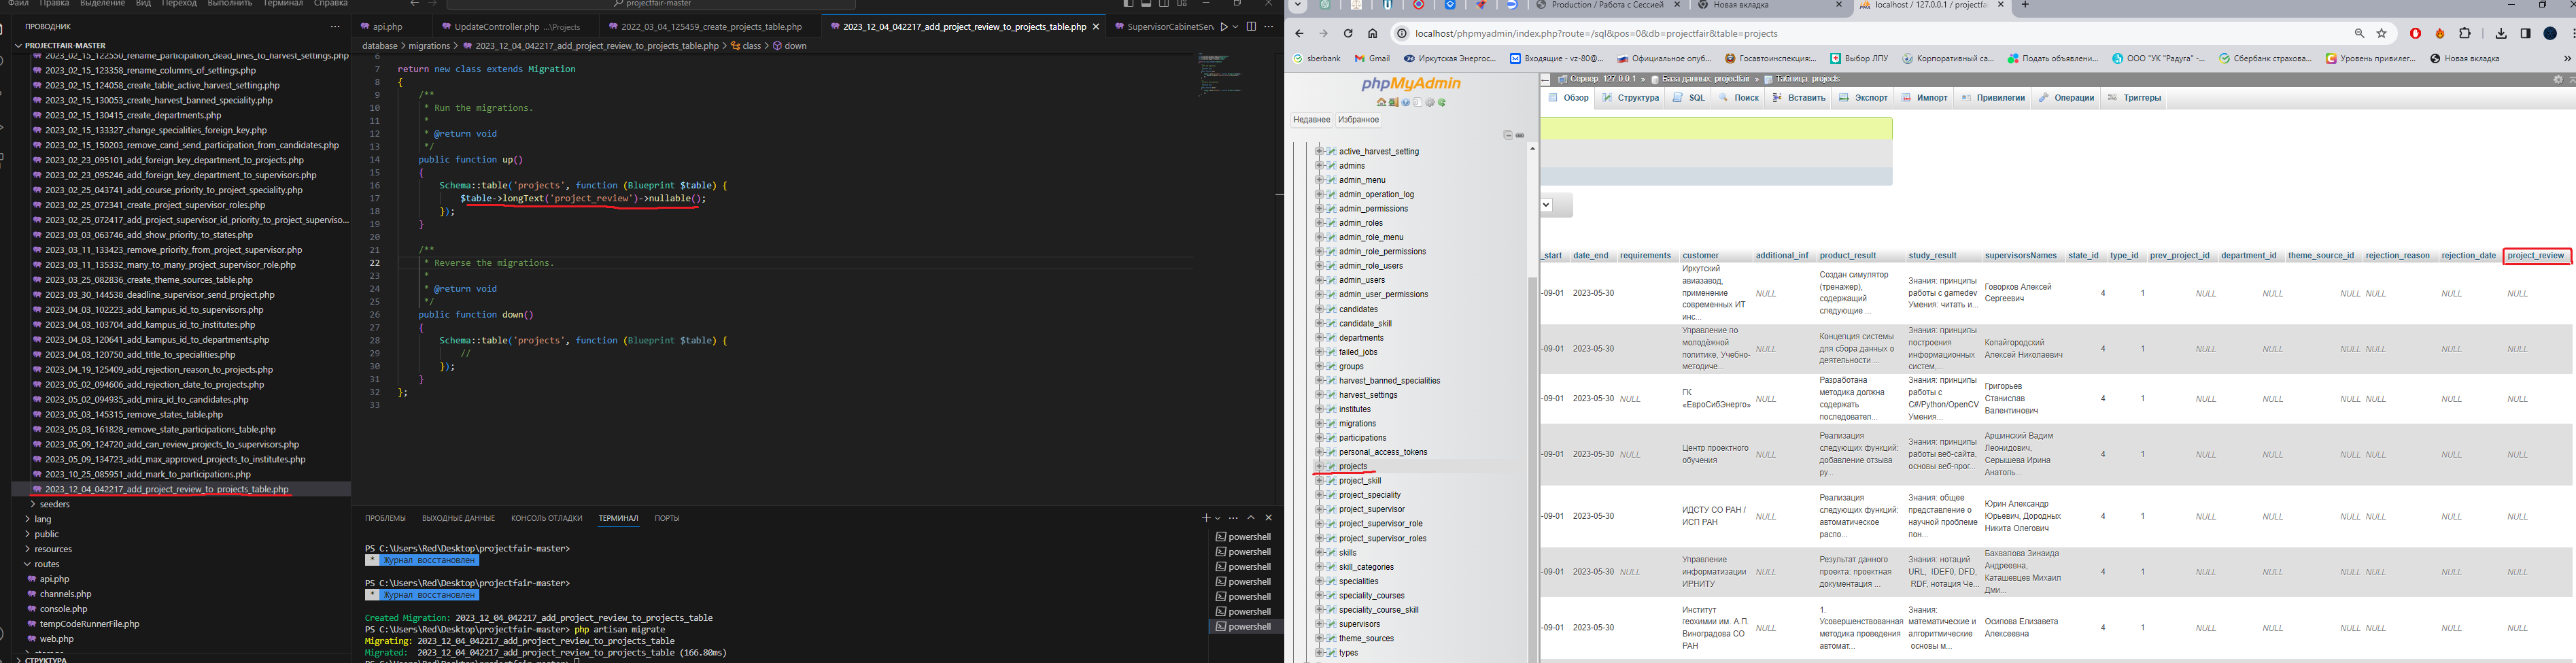 Файл Правка Выделение Вид Переход Выполнить Терминал Справка
projectfair-master
ПРОВОДНИК
PROJECTFAIR-MASTER
2023_02_15_122550_rename_participation_dead_lines_to_harvest_settings.php
2023_02_15_123358_rename_columns_of_settings.php
2023_02_15_124058_create_table_active_harvest_setting.php
2023_02_15_130053_create_harvest_banned_speciality.php
2023_02_15_130415_create_departments.php
2023_02_15_133327_change_specialities_foreign_key.php
2023_02_15_150203_remove_cand_send_participation_from_candidates.php
2023_02_23_095101_add_foreign_key_department_to_projects.php
2023_02_23_095246_add_foreign_key_department_to_supervisors.php
2023_02_25_043741_add_course_priority_to_project_speciality.php
2023_02_25_072341_create_project_supervisor_roles.php
2023_02_25_072417_add_project_supervisor_id_priority_to_project_superviso...
2023_03_03_063746_add_show_priority_to_states.php
2023_03_11_133423_remove_priority_from_project_supervisor.php
2023_03_11_135332_many_to_many_project_supervisor_role.php
2023_03_25_082836_create_theme_sources_table.php
2023_03_30_144538_deadline_supervisor_send_project.php
2023_04_03_102223_add_kampus_id_to_supervisors.php
2023_04_03_103704_add_kampus_id_to_institutes.php
2023_04_03_120641_add_kampus_id_to_departments.php
2023_04_03_120750_add_title_to_specialities.php
2023_04_19_125409_add_rejection_reason_to_projects.php
2023_05_02_094606_add_rejection_date_to_projects.php
2023_05_02_094935_add_mira_id_to_candidates.php
2023_05_03_145315_remove_states_table.php
2023_05_03_161828_remove_state_participations_table.php
2023_05_09_124720_add_can_review_projects_to_supervisors.php
2023_05_09_134723_add_max_approved_projects_to_institutes.php
2023_10_25_085951_add_mark_to_participations.php
2023_12_04_042217_add_project_review_to_projects_table.php
seeders
lang
public
resources
routes
api.php
channels.php
console.php
tempCodeRunnerFile.php
web.php
СТРУКТУРА
api.php UpdateController.php ...\Projects 2022_03_04_125459_create_projects_table.php 2023_12_04_042217_add_project_review_to_projects_table.php SupervisorCabinetServ
database > migrations > 2023_12_04_042217_add_project_review_to_projects_table.php > class > down
6
7 return new class extends Migration
8 {
9 /**
10 * Run the migrations.
11 *
12 * @return void
13 */
14 public function up()
15 {
16 Schema::table('projects', function (Blueprint $table) {
17 $table->longText('project_review')->nullable();
18 });
19 }
20
21 /**
22 * Reverse the migrations.
23 *
24 * @return void
25 */
26 public function down()
27 {
28 Schema::table('projects', function (Blueprint $table) {
29 //
30 });
31 }
32 };
33
ПРОБЛЕМЫ ВЫХОДНЫЕ ДАННЫЕ КОНСОЛЬ ОТЛАДКИ ТЕРМИНАЛ ПОРТЫ
PS C:\Users\Red\Desktop\projectfair-master>
* Журнал восстановлен
PS C:\Users\Red\Desktop\projectfair-master>
* Журнал восстановлен
Created Migration: 2023_12_04_042217_add_project_review_to_projects_table
PS C:\Users\Red\Desktop\projectfair-master> php artisan migrate
Migrating: 2023_12_04_042217_add_project_review_to_projects_table
Migrated: 2023_12_04_042217_add_project_review_to_projects_table (166.80ms)
powershell
powershell
powershell
powershell
powershell
powershell
powershell
Production / Работа с Сессией Новая вкладка localhost / 127.0.0.1 / projectfa
localhost/phpmyadmin/index.php?route=/sql&pos=0&db=projectfair&table=projects
sberbank Gmail Иркутская Энергос... Входящие - vz-80@... Официальное опуб... Госавтоинспекция:... Выбор ЛПУ Корпоративный са... Подать объявлени... ООО "УК "Радуга" -... Сбербанк страхова... Уровень привилег... Новая вкладка
phpMyAdmin
Недавнее Избранное
active_harvest_setting
admins
admin_menu
admin_operation_log
admin_permissions
admin_roles
admin_role_menu
admin_role_permissions
admin_role_users
admin_users
admin_user_permissions
candidates
candidate_skill
departments
failed_jobs
groups
harvest_banned_specialities
harvest_settings
institutes
migrations
participations
personal_access_tokens
projects
project_skill
project_speciality
project_supervisor
project_supervisor_role
project_supervisor_roles
skills
skill_categories
specialities
speciality_courses
speciality_course_skill
supervisors
theme_sources
types
Сервер: 127.0.0.1 » База данных: projectfair » Таблица: projects
Обзор Структура SQL Поиск Вставить Экспорт Импорт Привилегии Операции Триггеры
_start date_end requirements customer additional_inf product_result study_result supervisorsNames state_id type_id prev_project_id department_id theme_source_id rejection_reason rejection_date project_review
-09-01 2023-05-30 Иркутский авиазавод, применение современных ИТ инс... NULL Создан симулятор (тренажер), содержащий следующие ... Знания: принципы работы с gamedev Умения: читать и... Говорков Алексей Сергеевич 4 1 NULL NULL NULL NULL NULL NULL
-09-01 2023-05-30 Управление по молодёжной политике, Учебно-методиче... NULL Концепция системы для сбора данных о деятельности ... Знания: принципы построения информационных систем,... Копайгородский Алексей Николаевич 4 1 NULL NULL NULL NULL NULL NULL
-09-01 2023-05-30 NULL ГК «ЕвроСибЭнерго» NULL Разработана методика должна содержать последовател... Знания: принципы работы с C#/Python/OpenCV Умения... Григорьев Станислав Валентинович 4 1 NULL NULL NULL NULL NULL NULL
-09-01 2023-05-30 NULL Центр проектного обучения NULL Реализация следующих функций: добавление отзыва ру... Знания: принципы работы веб-сайта, основы веб-прог... Аршинский Вадим Леонидович, Серышева Ирина Анатоль... 4 1 NULL NULL NULL NULL NULL NULL
-09-01 2023-05-30 NULL ИДСТУ СО РАН / ИСП РАН NULL Реализация следующих функций: автоматическое распо... Знания: общее представление о научной проблеме пон... Юрин Александр Юрьевич, Дородных Никита Олегович 4 1 NULL NULL NULL NULL NULL NULL
-09-01 2023-05-30 NULL Управление информатизации ИРНИТУ NULL Результат данного проекта: проектная документация ... Знания: нотаций URL, IDEF0, DFD, RDF, нотация Че... Бахвалова Зинаида Андреевна, Каташевцев Михаил Дми... 4 1 NULL NULL NULL NULL NULL NULL
-09-01 2023-05-30 Институт геохимии им. А.П. Виноградова СО РАН NULL 1. Усовершенствованная методика проведения автомат... Знания: математические и алгоритмические основы м... Осипова Елизавета Алексеевна 4 1 NULL NULL NULL NULL NULL NULL